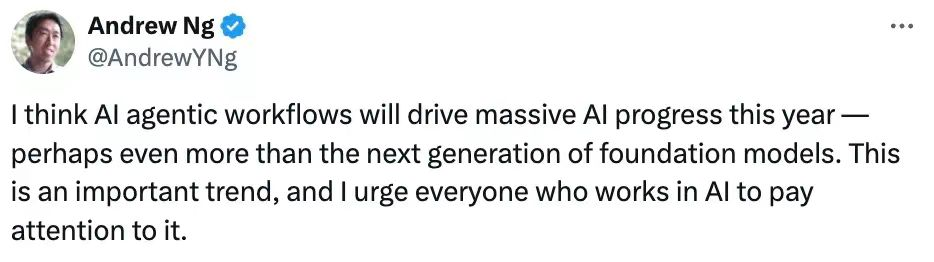 Andrew Ng
@AndrewYNg
I think AI agentic workflows will drive massive AI progress this year —
perhaps even more than the next generation of foundation models. This
is an important trend, and I urge everyone who works in AI to pay
attention to it.